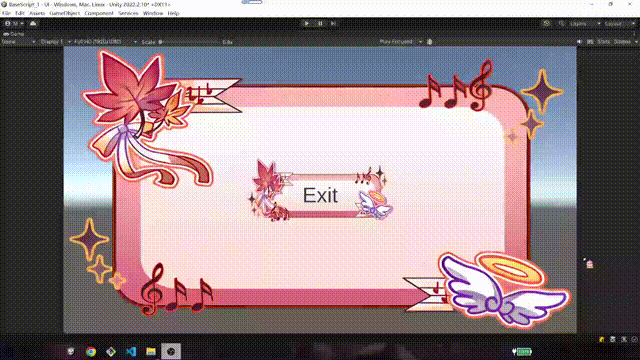 BaseScript_1 - UI - Windows, Mac, Linux - Unity 2022.2.10* <DX11>
File Edit Assets GameObject Component Services Window Help
Layers Layout
Game
Game Display 1 Full HD (1920x1080) Scale Play Focused Stats Gizmos
Exit